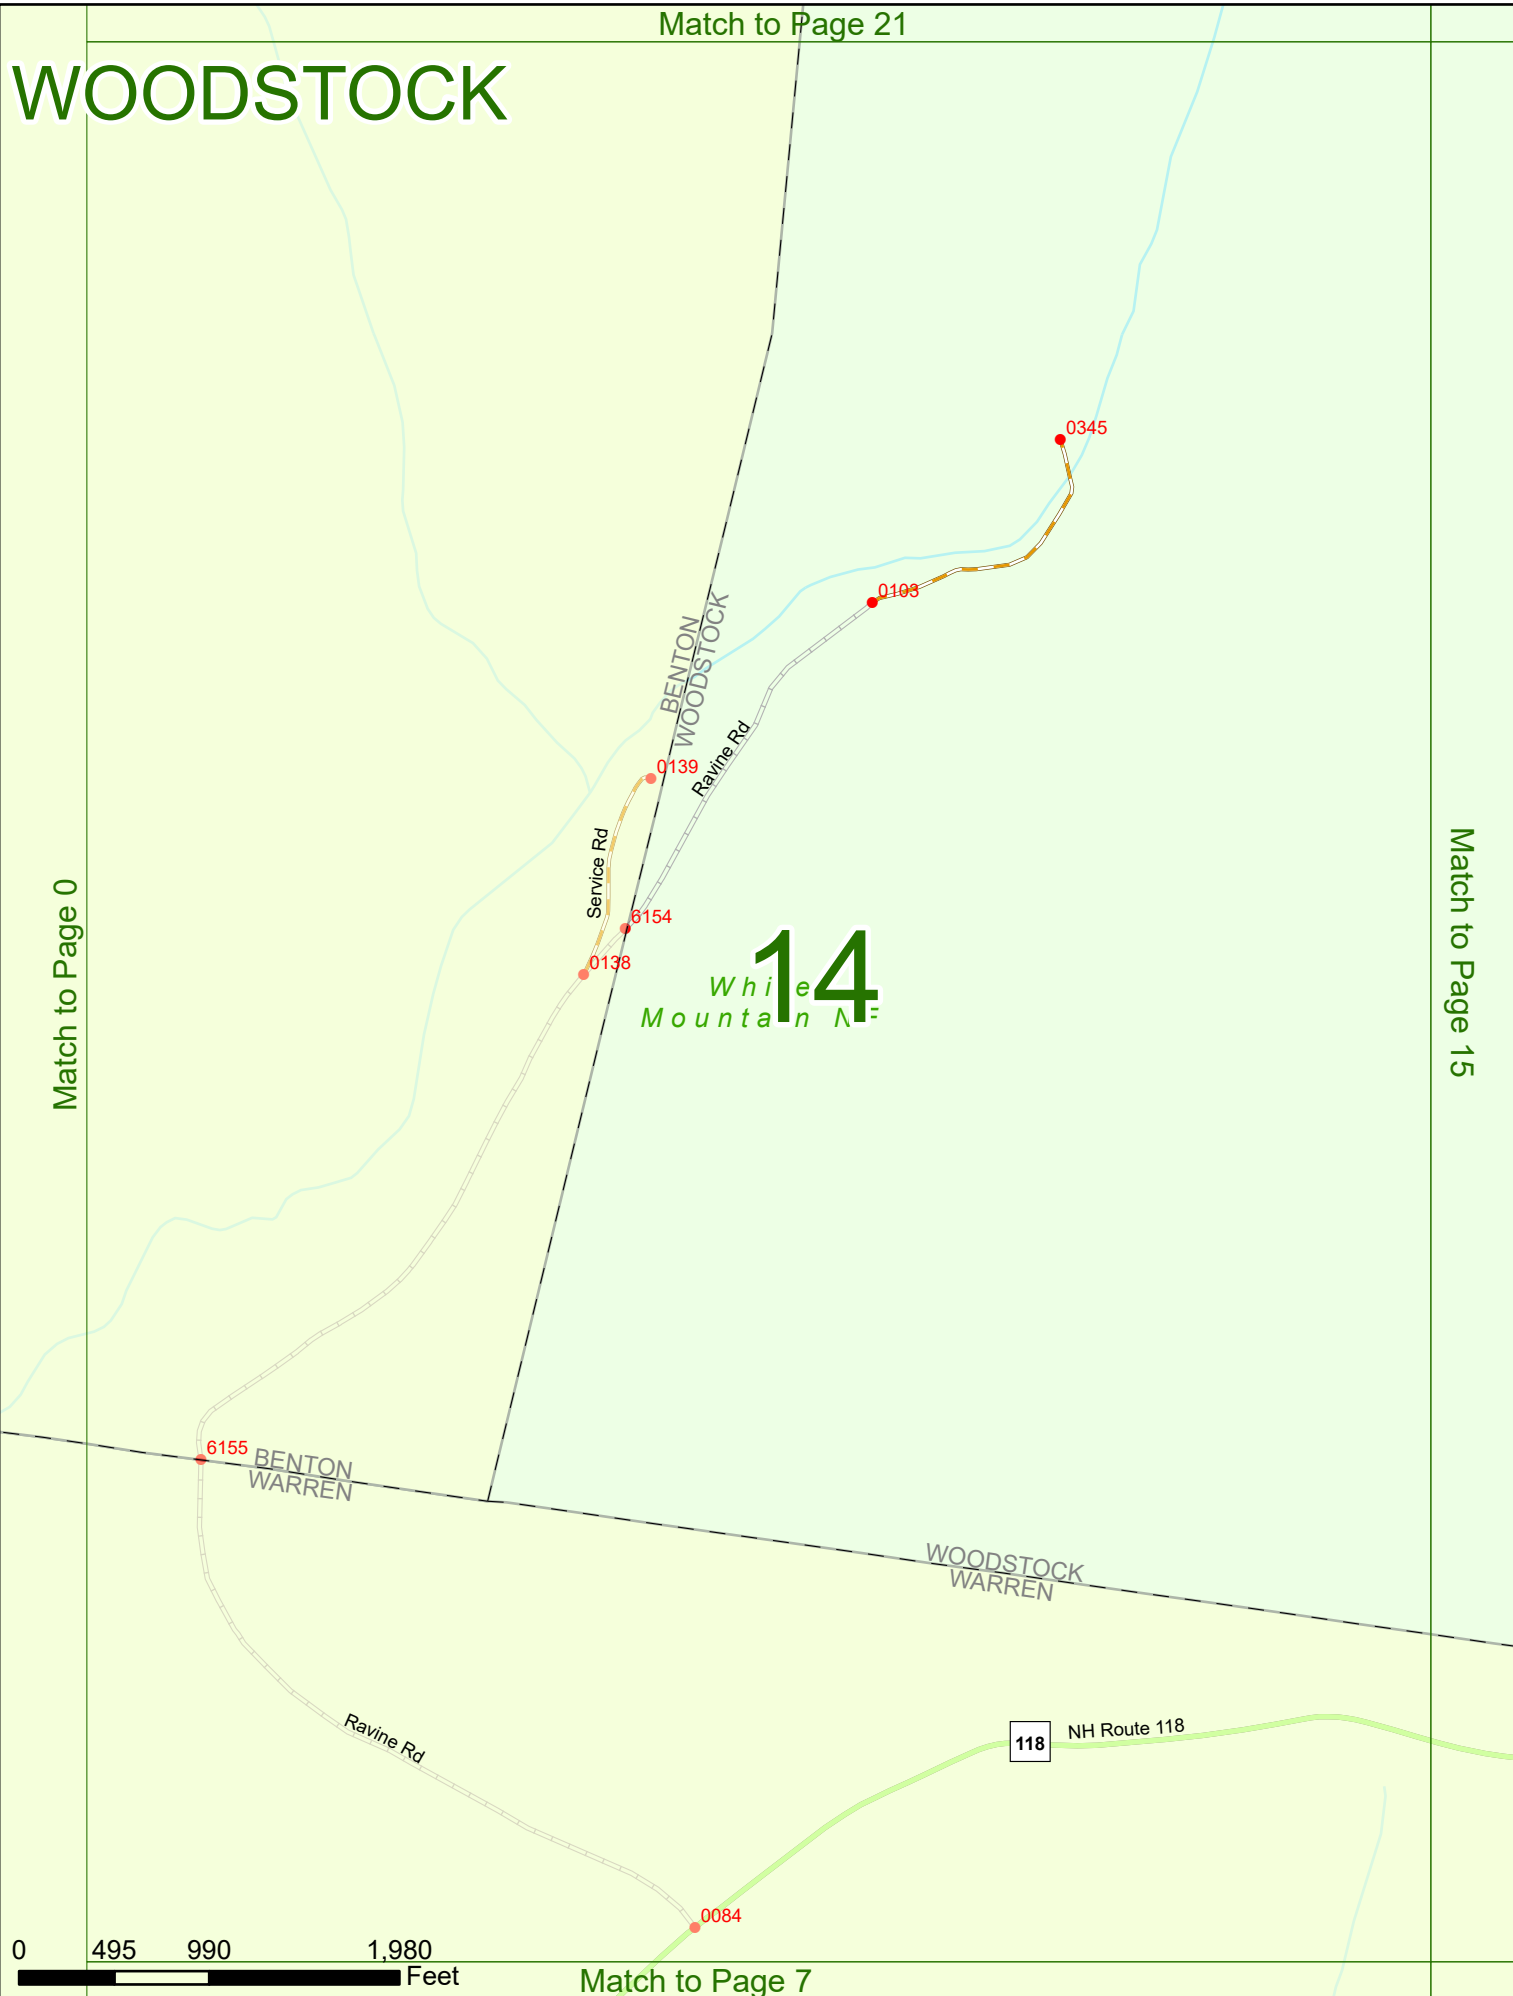 Match to Page 21
WOODSTOCK
0345
0103
BENTON
WOODSTOCK
Ravine Rd
0139
Service Rd
6154
0138
14
Mountain
Match to Page 0
Match to Page 15
6155
BENTON
WARREN
WOODSTOCK
WARREN
Ravine Rd
118
NH Route 118
0084
0 495 990 1,980
Feet
Match to Page 7